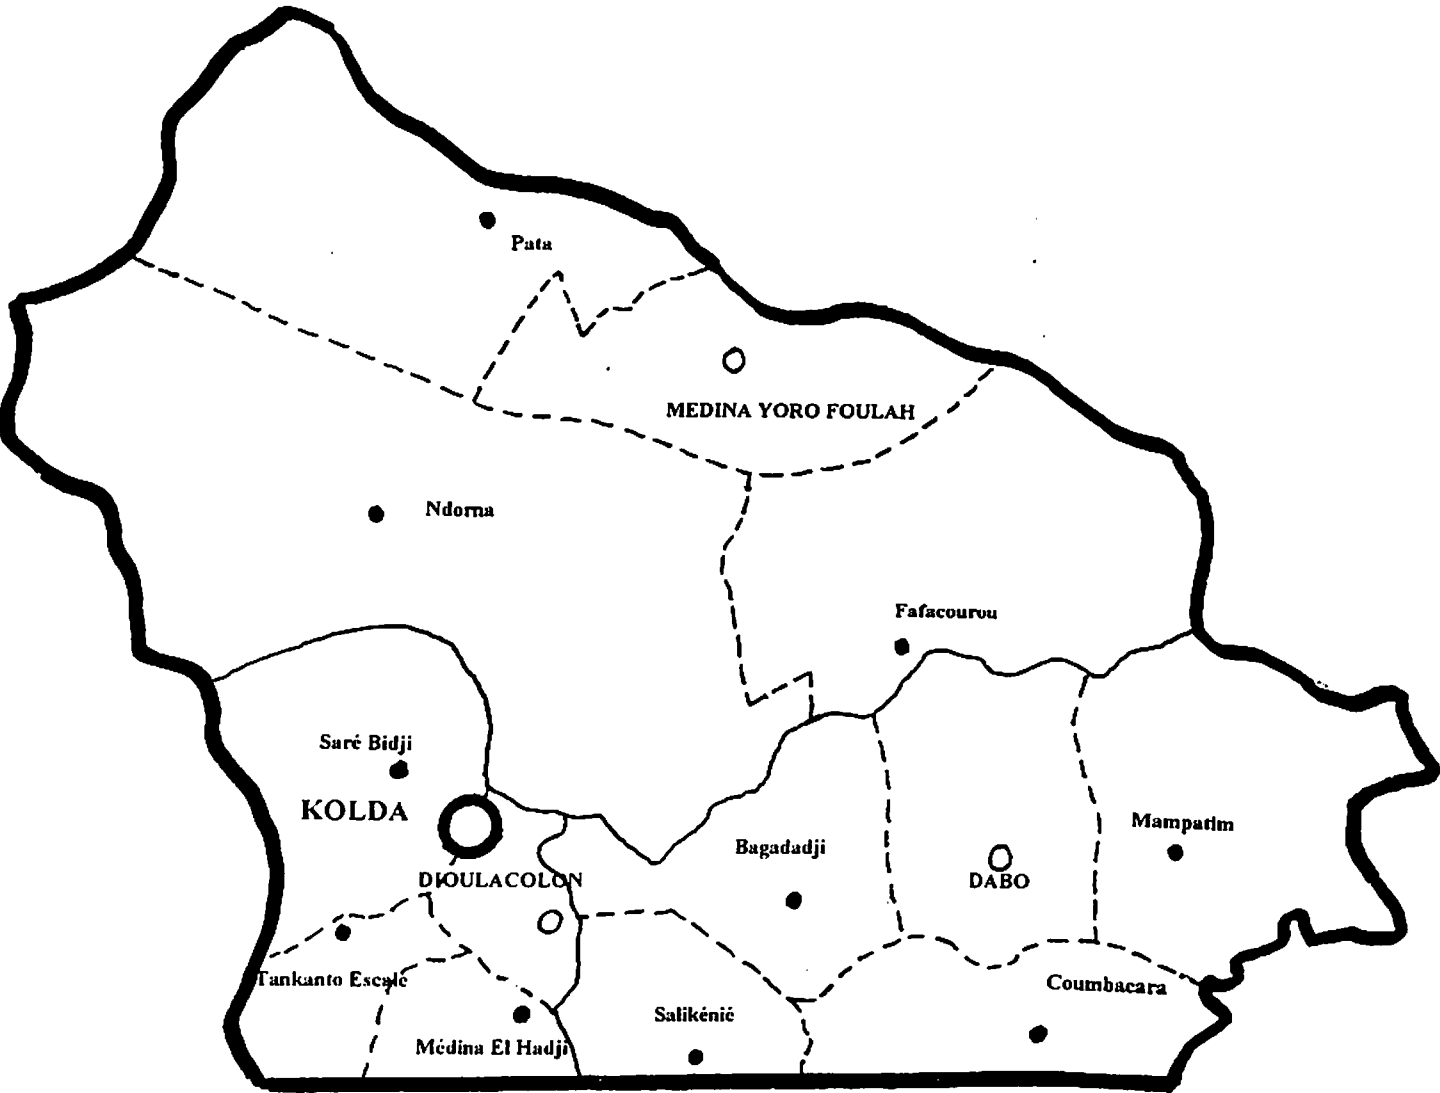 Pata
MEDINA YORO FOULAH
Ndorna
Fafacourou
Saré Bidji
KOLDA
Mampatim
Bagadadji
DIOULACOLON
DABO
Tankanto Escale
Coumbacara
Salikénié
Médina El Hadji